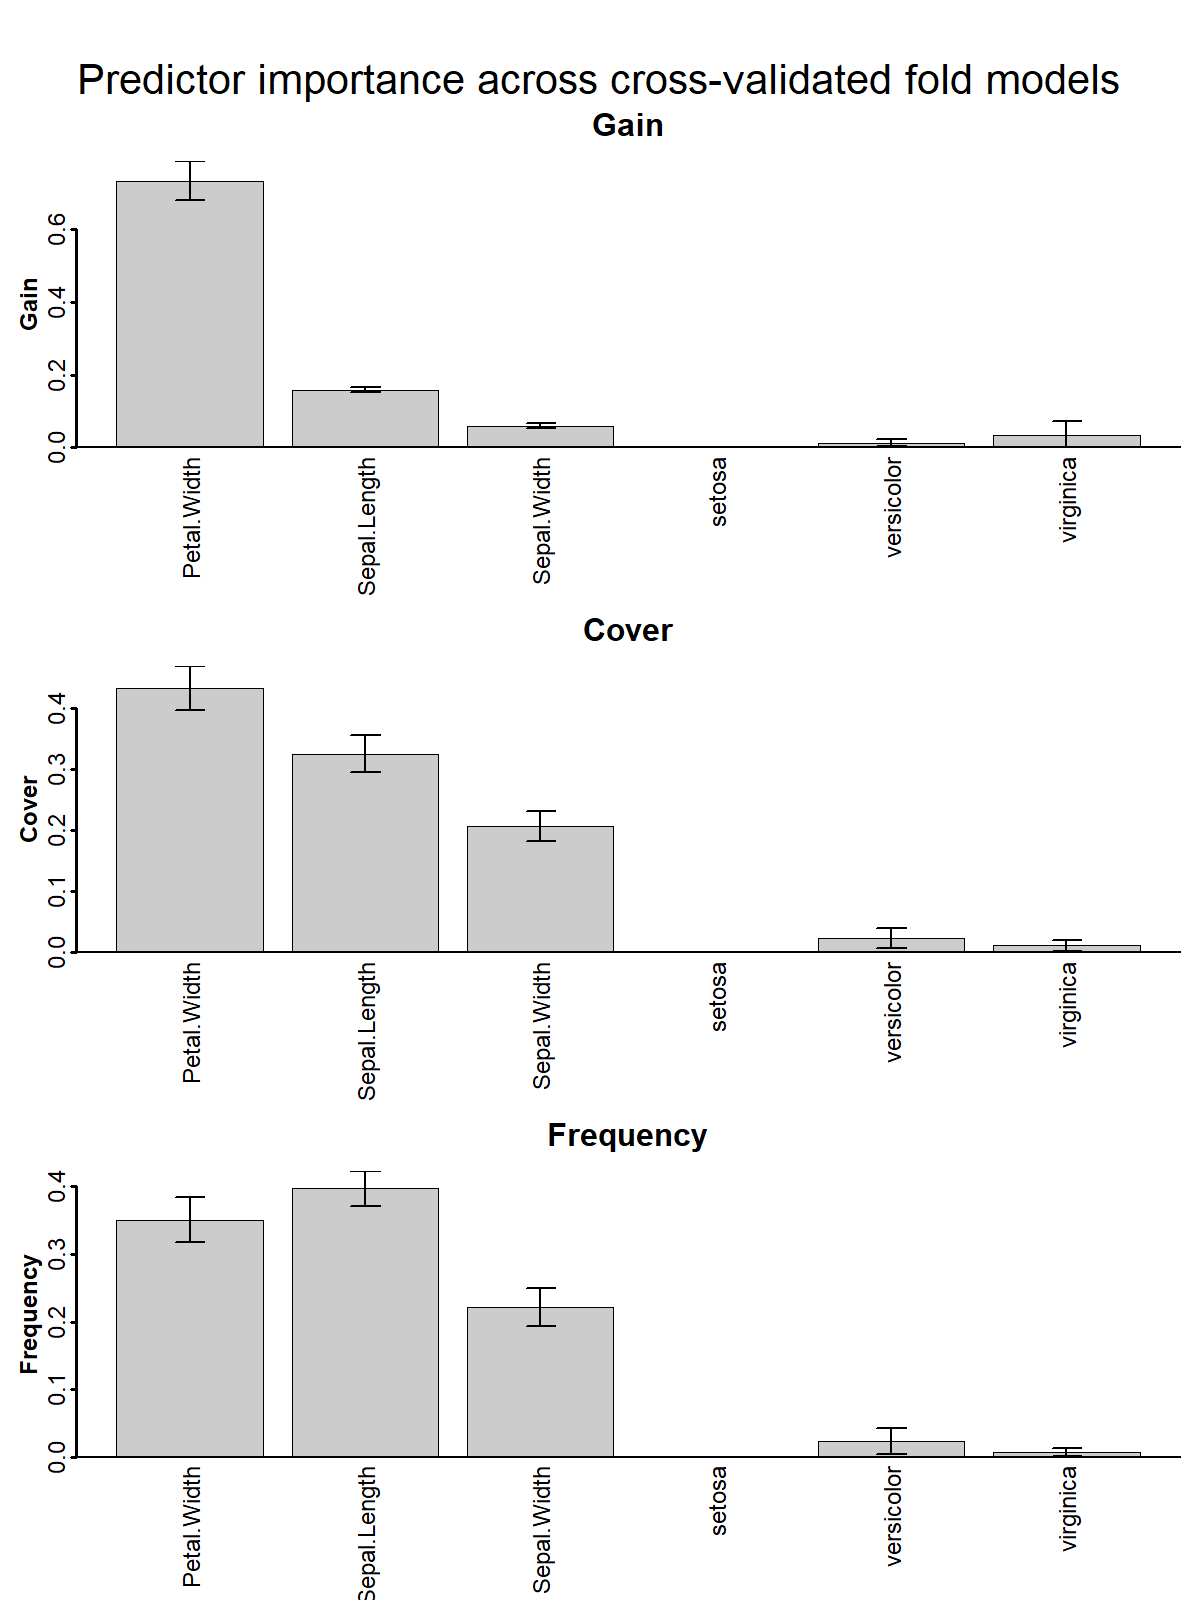 Predictor importance across cross-validated fold models
Gain
Gain
0.0
0.2
0.4
0.6
Petal.Width
Sepal.Length
Sepal.Width
setosa
versicolor
virginica
Cover
Cover
0.0
0.1
0.2
0.3
0.4
Petal.Width
Sepal.Length
Sepal.Width
setosa
versicolor
virginica
Frequency
Frequency
0.0
0.1
0.2
0.3
0.4
Petal.Width
Sepal.Length
Sepal.Width
setosa
versicolor
virginica